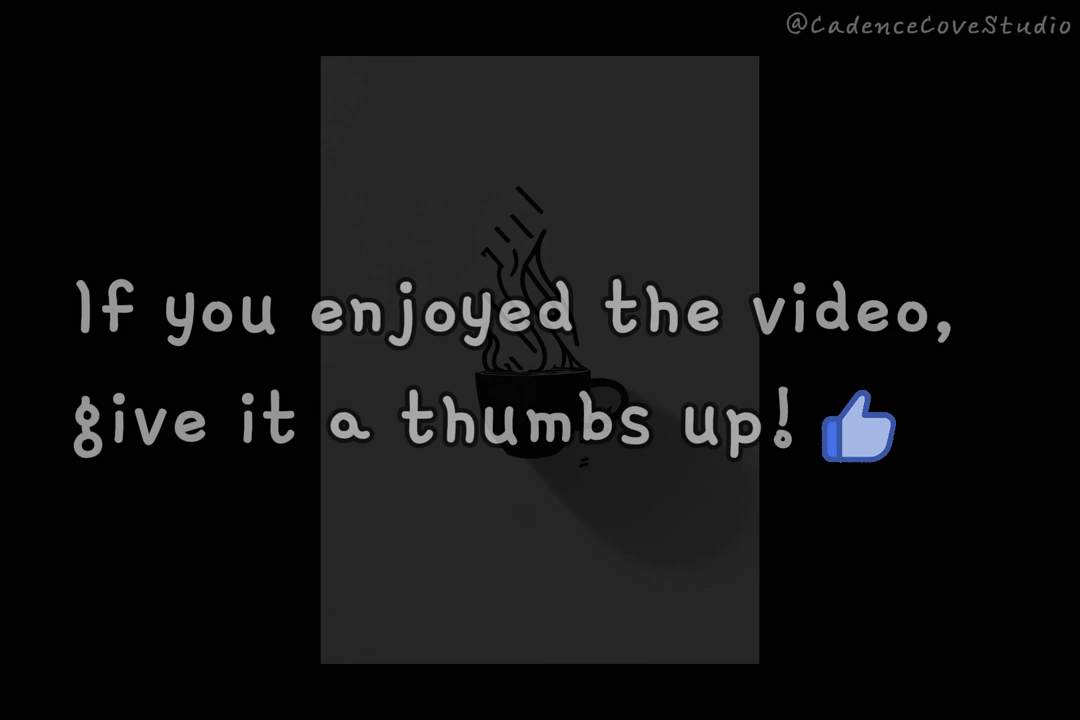 @CadenceCoveStudio
If you enjoyed the video,
give it a thumbs up! 👍